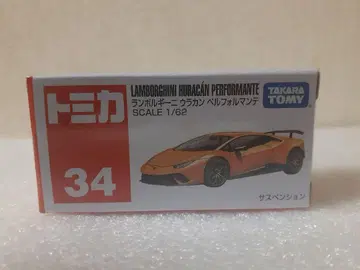 トミカ
34
LAMBORGHINI HURACÁN PERFORMANTE
ランボルギーニ ウラカン ペルフォルマンテ
SCALE 1/62
TAKARA
TOMY
サスペンション